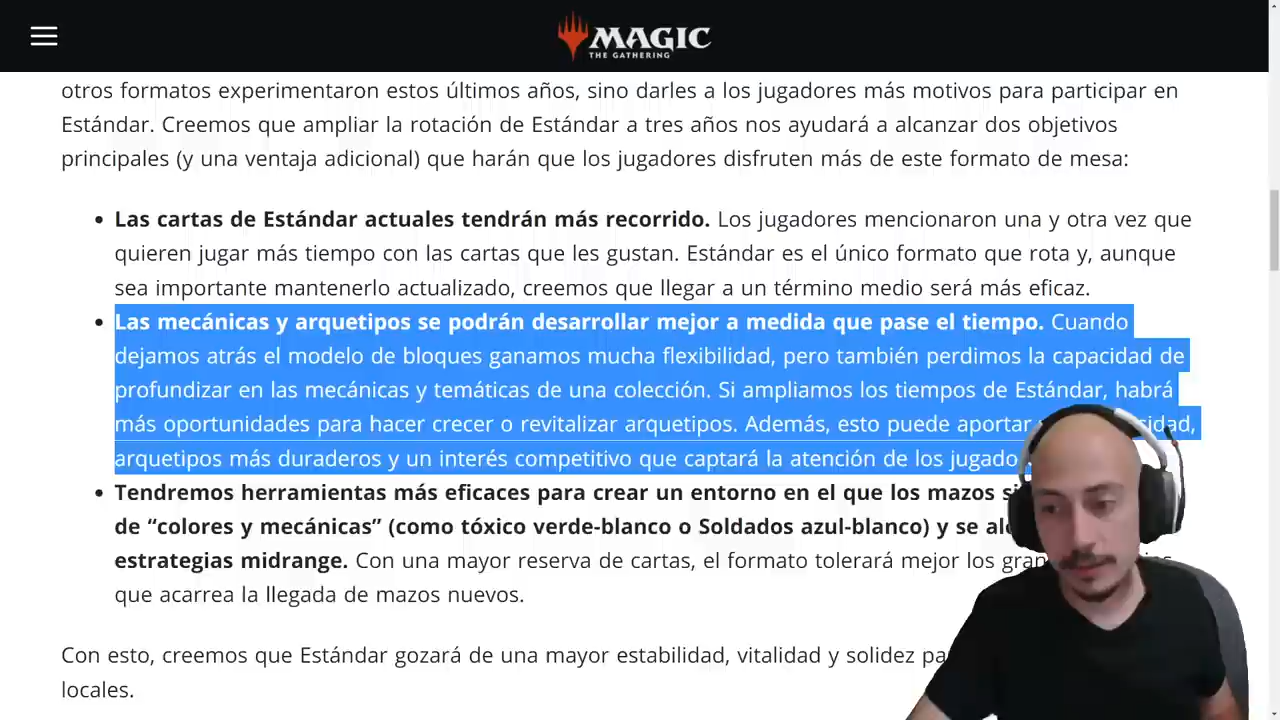 MAGIC
THE GATHERING
otros formatos experimentaron estos últimos años, sino darles a los jugadores más motivos para participar en
Estándar. Creemos que ampliar la rotación de Estándar a tres años nos ayudará a alcanzar dos objetivos
principales (y una ventaja adicional) que harán que los jugadores disfruten más de este formato de mesa:
• Las cartas de Estándar actuales tendrán más recorrido. Los jugadores mencionaron una y otra vez que
quieren jugar más tiempo con las cartas que les gustan. Estándar es el único formato que rota y, aunque
sea importante mantenerlo actualizado, creemos que llegar a un término medio será más eficaz.
• Las mecánicas y arquetipos se podrán desarrollar mejor a medida que pase el tiempo. Cuando
dejamos atrás el modelo de bloques ganamos mucha flexibilidad, pero también perdimos la capacidad de
profundizar en las mecánicas y temáticas de una colección. Si ampliamos los tiempos de Estándar, habrá
más oportunidades para hacer crecer o revitalizar arquetipos. Además, esto puede aportar
arquetipos más duraderos y un interés competitivo que captará la atención de los
• Tendremos herramientas más eficaces para crear un entorno en el que los mazos
de “colores y mecánicas” (como tóxico verde-blanco o Soldados azul-blanco) y se
estrategias midrange. Con una mayor reserva de cartas, el formato tolerará mejor los
que acarrea la llegada de mazos nuevos.
Con esto, creemos que Estándar gozará de una mayor estabilidad, vitalidad y solidez
locales.